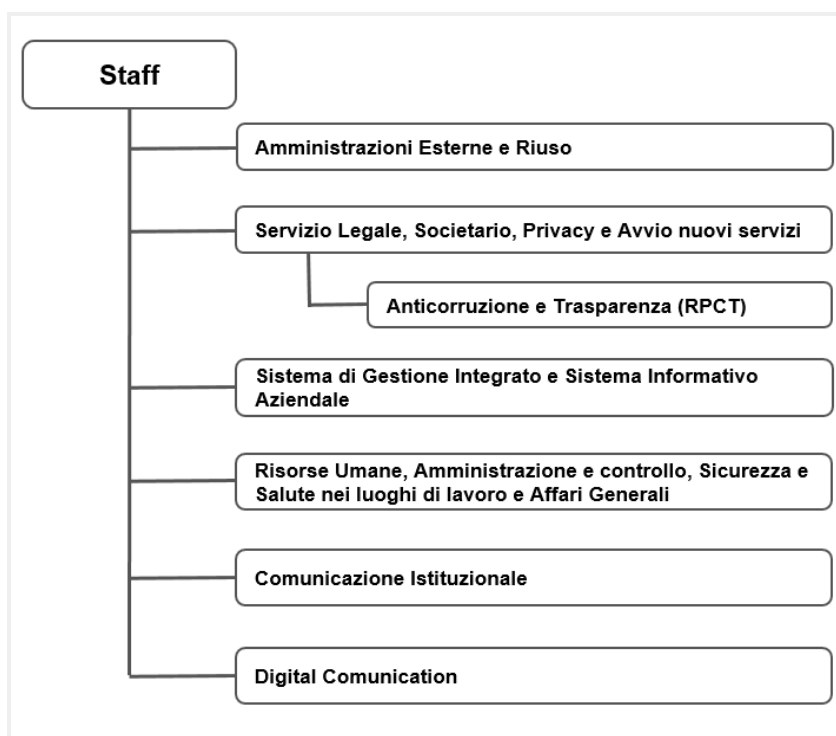 Staff
Amministrazioni Esterne e Riuso
Servizio Legale, Societario, Privacy e Avvio nuovi servizi
Anticorruzione e Trasparenza (RPCT)
Sistema di Gestione Integrato e Sistema Informativo
Aziendale
Risorse Umane, Amministrazione e controllo, Sicurezza e
Salute nei luoghi di lavoro e Affari Generali
Comunicazione Istituzionale
Digital Comunication